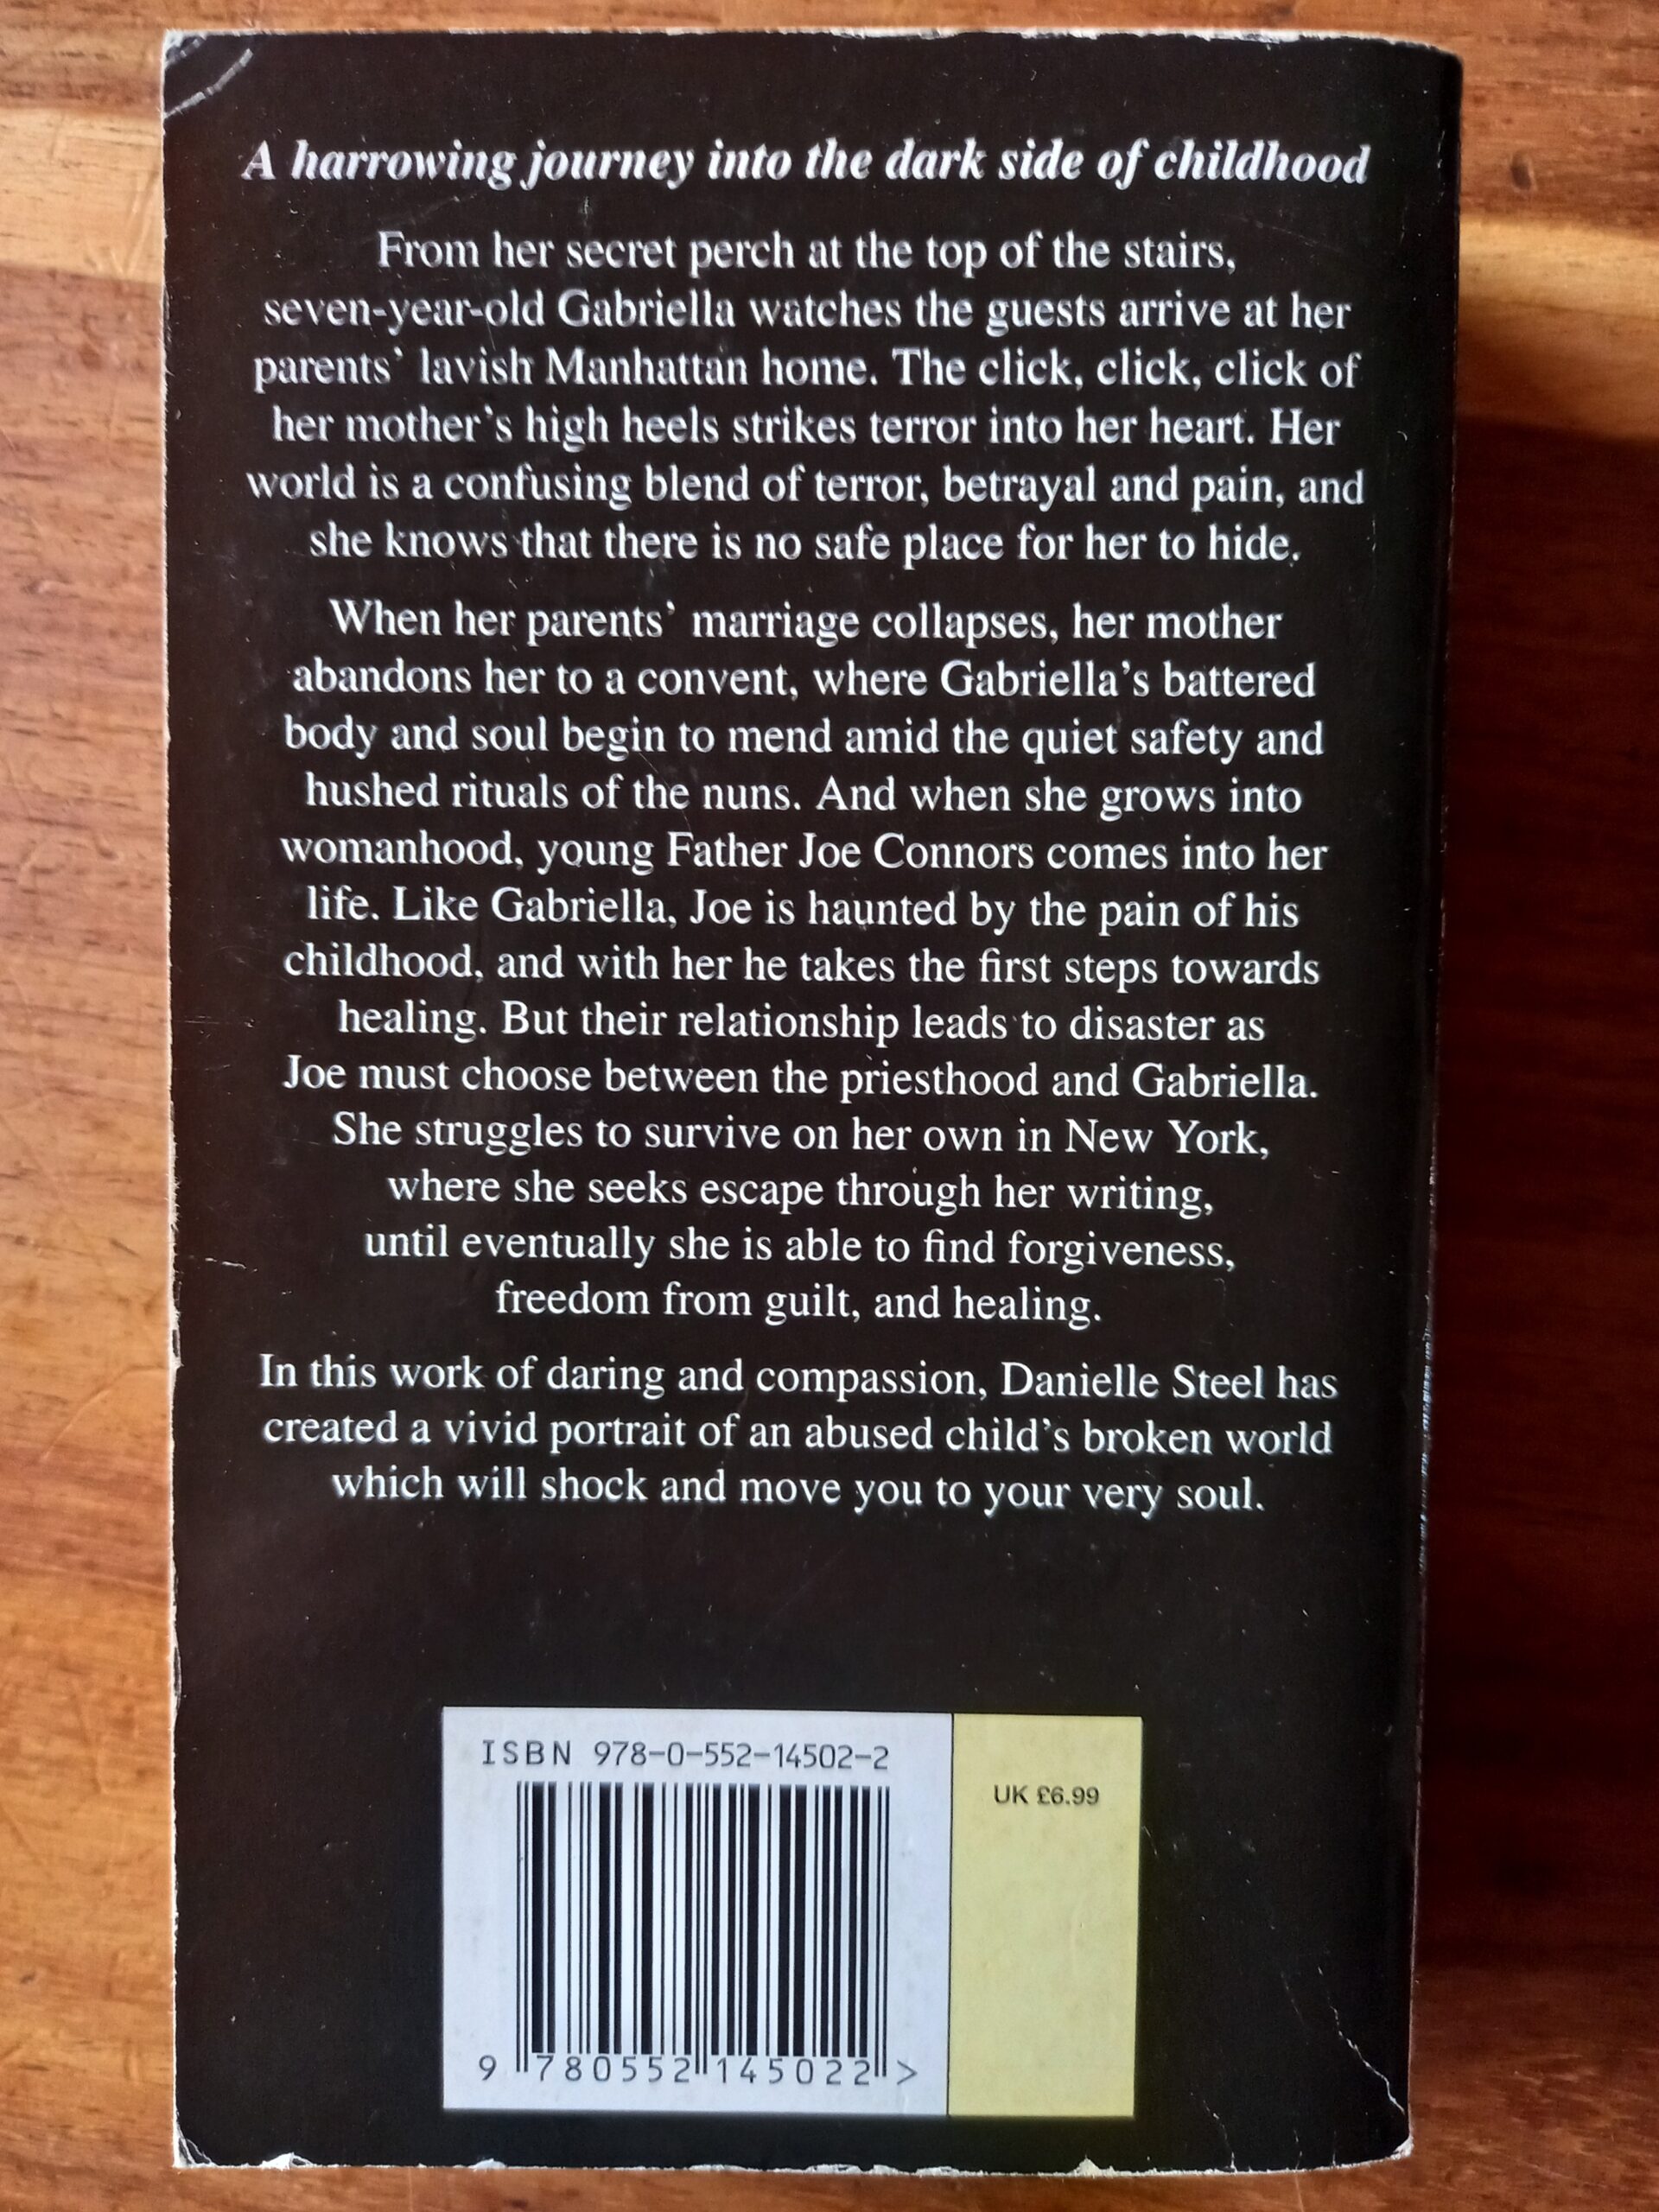 A harrowing journey into the dark side of childhood
From her secret perch at the top of the stairs,
seven-year-old Gabriella watches the guests arrive at her
parents' lavish Manhattan home. The click, click, click of
her mother's high heels strikes terror into her heart. Her
world is a confusing blend of terror, betrayal and pain, and
she knows that there is no safe place for her to hide.
When her parents' marriage collapses, her mother
abandons her to a convent, where Gabriella's battered
body and soul begin to mend amid the quiet safety and
hushed rituals of the nuns. And when she grows into
womanhood, young Father Joe Connors comes into her
life. Like Gabriella, Joe is haunted by the pain of his
childhood, and with her he takes the first steps towards
healing. But their relationship leads to disaster as
Joe must choose between the priesthood and Gabriella.
She struggles to survive on her own in New York,
where she seeks escape through her writing,
until eventually she is able to find forgiveness,
freedom from guilt, and healing.
In this work of daring and compassion, Danielle Steel has
created a vivid portrait of an abused child's broken world
which will shock and move you to your very soul.
ISBN 978-0-552-14502-2
UK £6.99
9 780552 145022 >